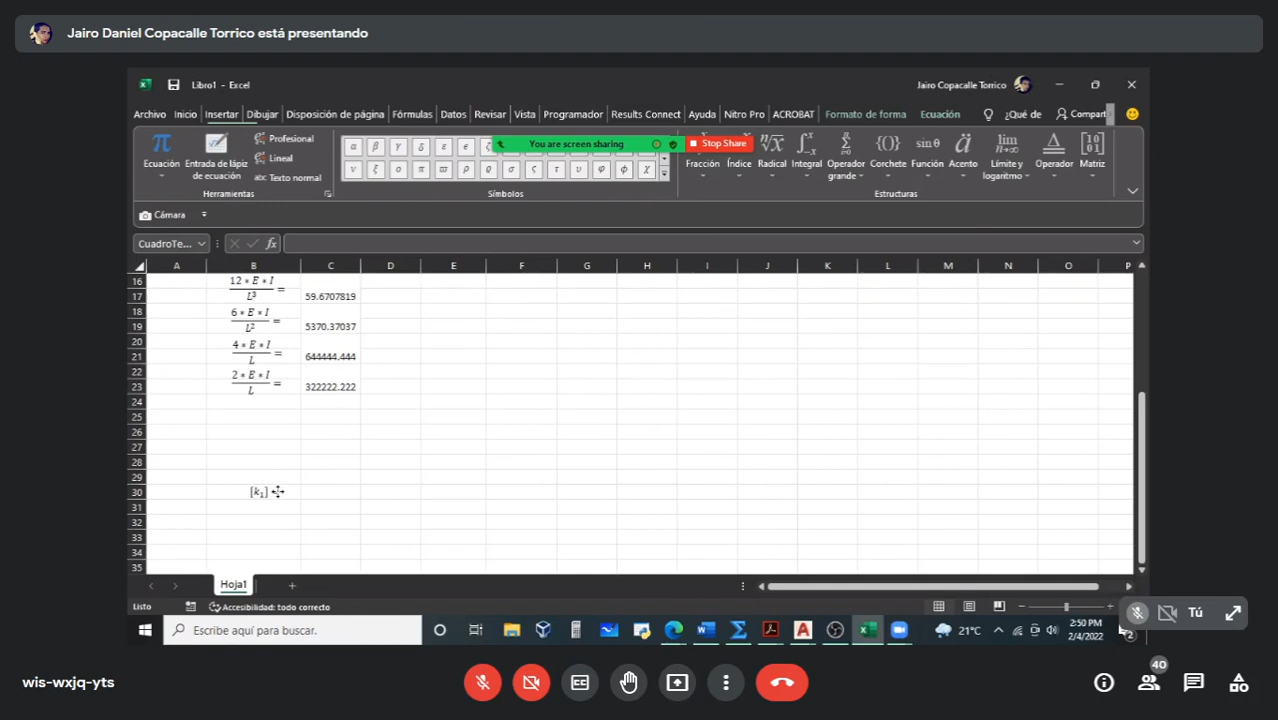 Jairo Daniel Copacalle Torrico está presentando
Libro1 - Excel
Jairo Copacalle Torrico
Archivo Inicio Insertar Dibujar Disposición de página Fórmulas Datos Revisar Vista Programador Results Connect Ayuda Nitro Pro ACROBAT Formato de forma Ecuación ¿Qué de Compart
You are screen sharing Stop Share
π Ecuación
Entrada de lápiz de ecuación
Profesional
Lineal
abc Texto normal
Herramientas
α β γ δ ε ϵ ζ
ν ξ ο π ϖ ρ σ ς τ υ φ ϕ χ
Símbolos
Fracción Índice Radical Integral Operador grande Corchete Función Acento Límite y logaritmo Operador Matriz
Estructuras
Cámara
CuadroTe... fx
A B C D E F G H I J K L M N O P
16 12 * E * I / L³ =
17 59.6707819
18 6 * E * I / L² =
19 5370.37037
20 4 * E * I / L =
21 644444.444
22 2 * E * I / L =
23 322222.222
24
25
26
27
28
29
30 [k₁]
31
32
33
34
35
Hoja1
Listo Accesibilidad: todo correcto
Tú
Escribe aquí para buscar.
21°C
2:50 PM
2/4/2022
2
wis-wxjq-yts
40